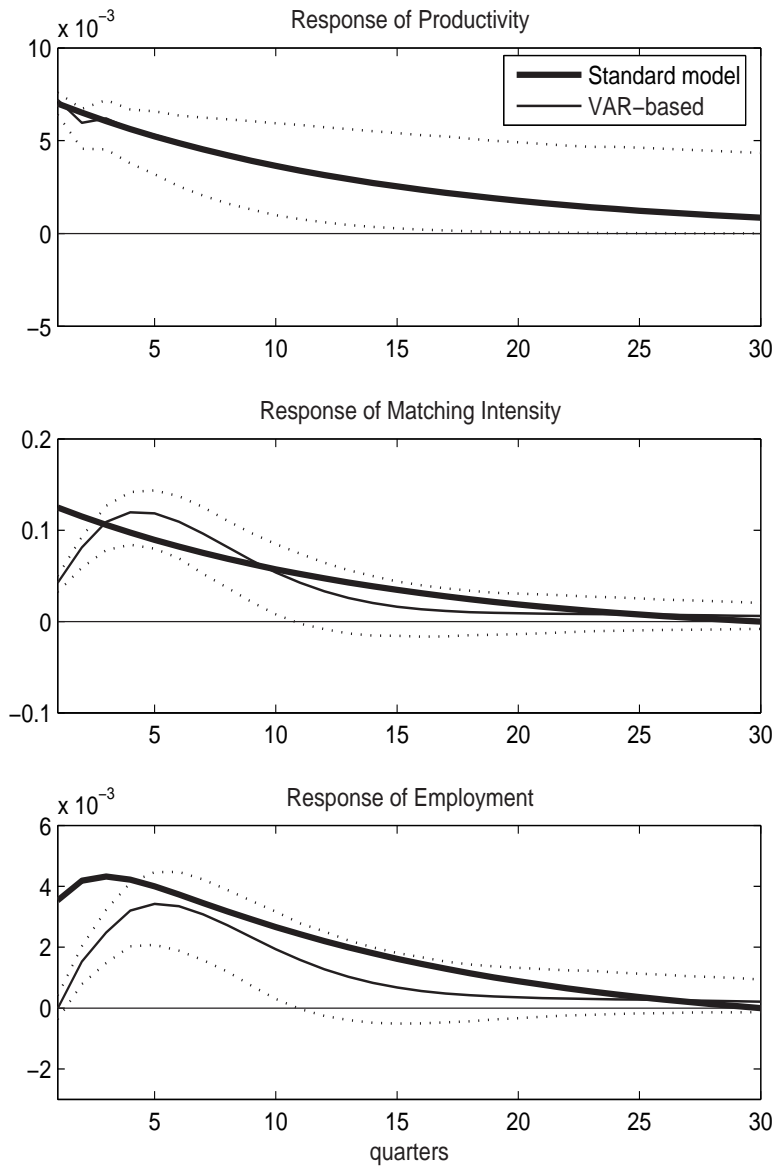 x 10−3
Response of Productivity
10
5
0
−5
Standard model
VAR−based
5 10 15 20 25 30
Response of Matching Intensity
0.2
0.1
0
−0.1
5 10 15 20 25 30
x 10−3
Response of Employment
6
4
2
0
−2
5 10 15 20 25 30
quarters